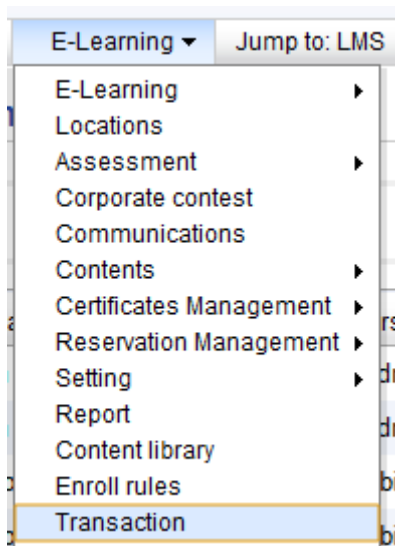 E-Learning ▾ Jump to: LMS
E-Learning
Locations
Assessment
Corporate contest
Communications
Contents
Certificates Management
Reservation Management
Setting
Report
Content library
Enroll rules
Transaction